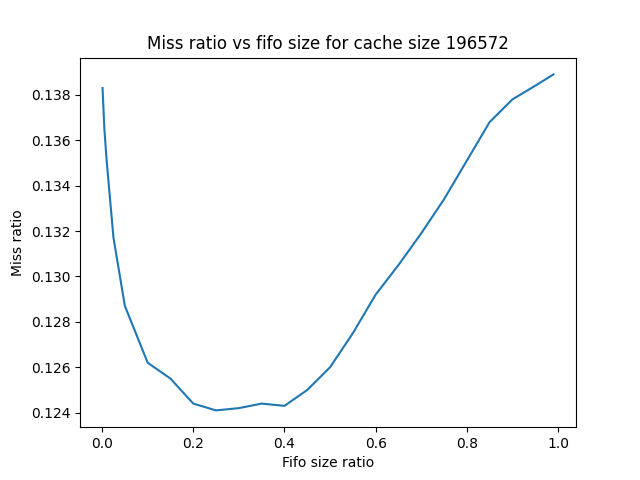 Miss ratio vs fifo size for cache size 196572
0.138
0.136
0.134
0.132
0.130
0.128
0.126
0.124
Miss ratio
0.0 0.2 0.4 0.6 0.8 1.0
Fifo size ratio